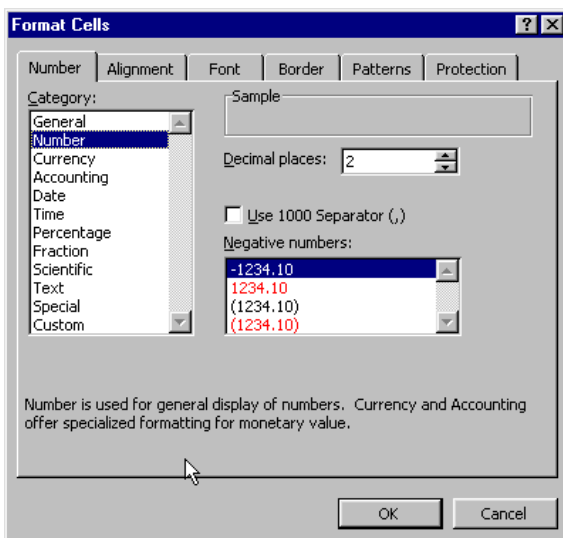 Format Cells
Number Alignment Font Border Patterns Protection
Category:
General
Number
Currency
Accounting
Date
Time
Percentage
Fraction
Scientific
Text
Special
Custom
Sample
Decimal places: 2
Use 1000 Separator (,)
Negative numbers:
-1234.10
1234.10
(1234.10)
(1234.10)
Number is used for general display of numbers. Currency and Accounting
offer specialized formatting for monetary value.
OK Cancel